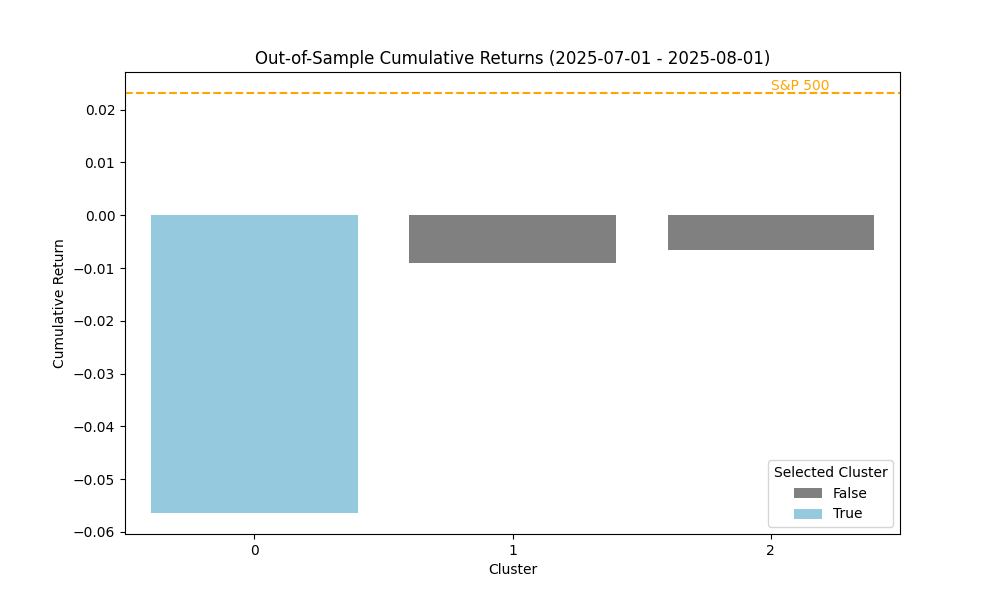 Out-of-Sample Cumulative Returns (2025-07-01 - 2025-08-01)
S&P 500
0.02
0.01
0.00
−0.01
−0.02
−0.03
−0.04
−0.05
−0.06
Cumulative Return
Selected Cluster
False
True
0 1 2
Cluster